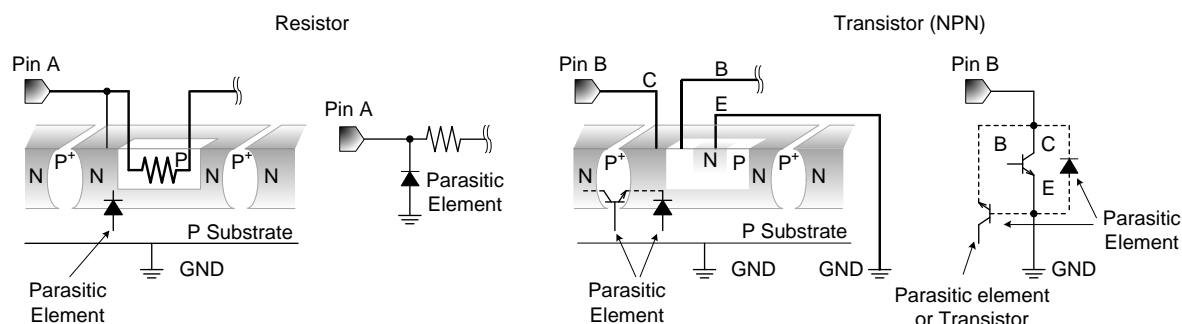 Resistor
Pin A
N
P+
N
P
N
P+
N
P Substrate
GND
Parasitic
Element
Pin A
Parasitic
Element
Transistor (NPN)
Pin B
C
B
E
N
P+
N
N
P
N
P+
N
P Substrate
GND
GND
Parasitic
Element
Pin B
B
C
E
Parasitic
Element
GND
Parasitic element
or Transistor